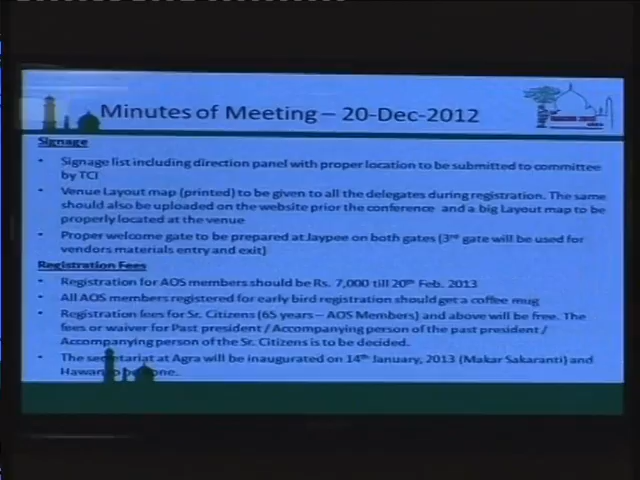 Minutes of Meeting – 20-Dec-2012
Signage
• Signage list including direction panel with proper location to be submitted to committee
by TCI
• Venue Layout map (printed) to be given to all the delegates during registration. The same
should also be uploaded on the website prior the conference and a big Layout map to be
properly located at the venue
• Proper welcome gate to be prepared at Jaypee on both gates (3rd gate will be used for
vendors materials entry and exit)
Registration Fees
• Registration for AOS members should be Rs. 7,000 till 20th Feb. 2013
• All AOS members registered for early bird registration should get a coffee mug
• Registration fees for Sr. Citizens (65 years – AOS Members) and above will be free. The
fees or waiver for Past president / Accompanying person of the past president /
Accompanying person of the Sr. Citizens is to be decided.
• The secretariat at Agra will be inaugurated on 14th January, 2013 (Makar Sakaranti) and
Hawan to be done.